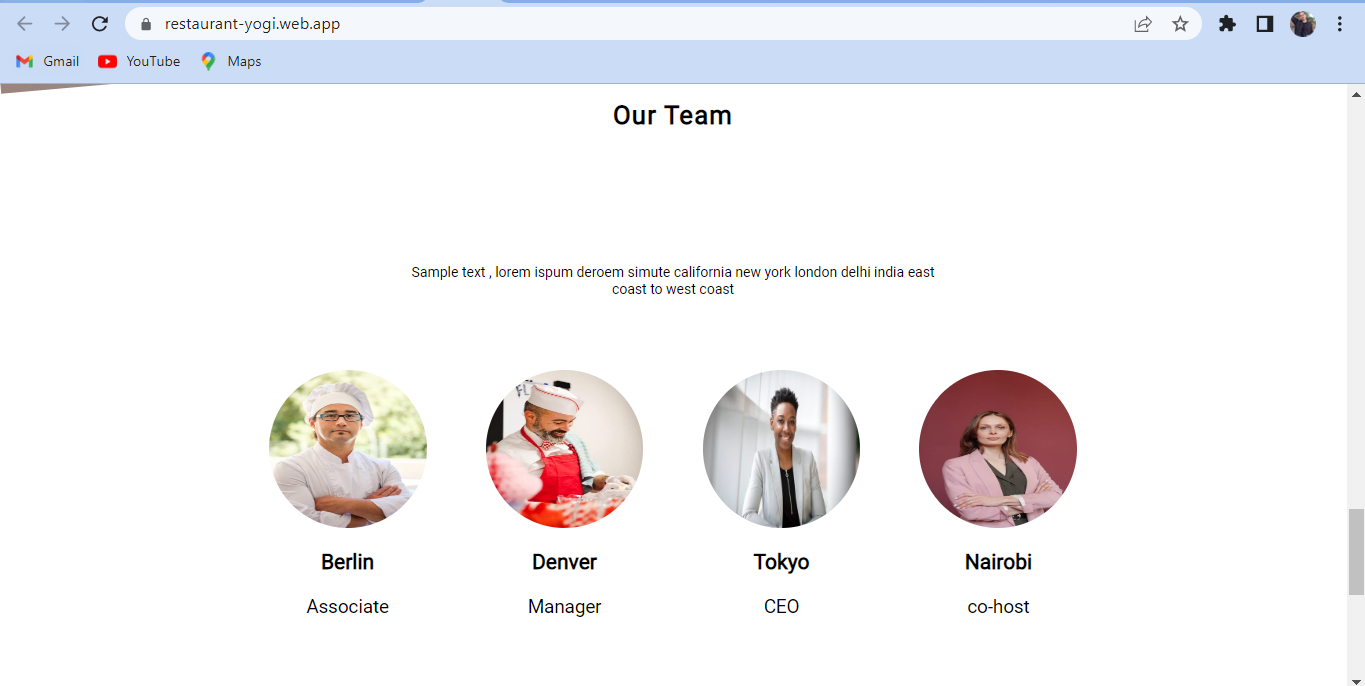 restaurant-yogi.web.app
Gmail YouTube Maps
Our Team
Sample text , lorem ispum deroem simute california new york london delhi india east
coast to west coast
FL
Berlin Denver Tokyo Nairobi
Associate Manager CEO co-host